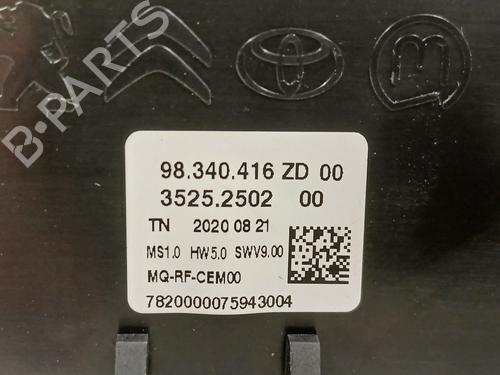 B-PARTS
98.340.416 ZD 00
3525.2502 00
TN 2020 08 21
MS1.0 HW5.0 SWV9.00
MQ-RF-CEM00
7820000075943004